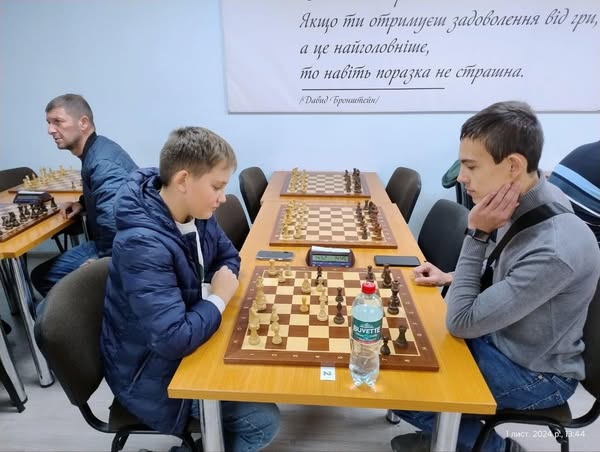 Якщо ти отримуєш задоволення від гри,
а це найголовніше,
то навіть поразка не страшна.
/Давид Бронштейн/
BUVETTE
2
1 лист. 2024 р., 13:44